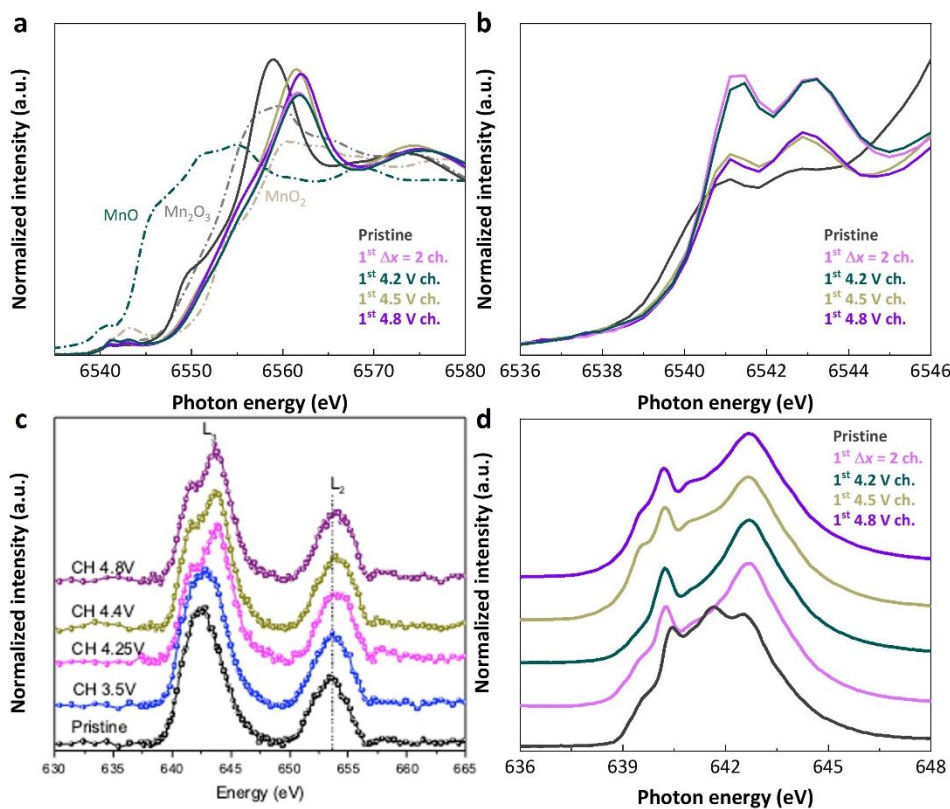 a
Normalized intensity (a.u.)
MnO
Mn₂O₃
MnO₂
Pristine
1ˢᵗ Δx = 2 ch.
1ˢᵗ 4.2 V ch.
1ˢᵗ 4.5 V ch.
1ˢᵗ 4.8 V ch.
6540 6550 6560 6570 6580
Photon energy (eV)
b
Normalized intensity (a.u.)
Pristine
1ˢᵗ Δx = 2 ch.
1ˢᵗ 4.2 V ch.
1ˢᵗ 4.5 V ch.
1ˢᵗ 4.8 V ch.
6536 6538 6540 6542 6544 6546
Photon energy (eV)
c
Normalized intensity (a.u.)
L₂
CH 4.8V
CH 4.4V
CH 4.25V
CH 3.5V
Pristine
630 635 640 645 650 655 660 665
Energy (eV)
d
Normalized intensity (a.u.)
Pristine
1ˢᵗ Δx = 2 ch.
1ˢᵗ 4.2 V ch.
1ˢᵗ 4.5 V ch.
1ˢᵗ 4.8 V ch.
636 639 642 645 648
Photon energy (eV)